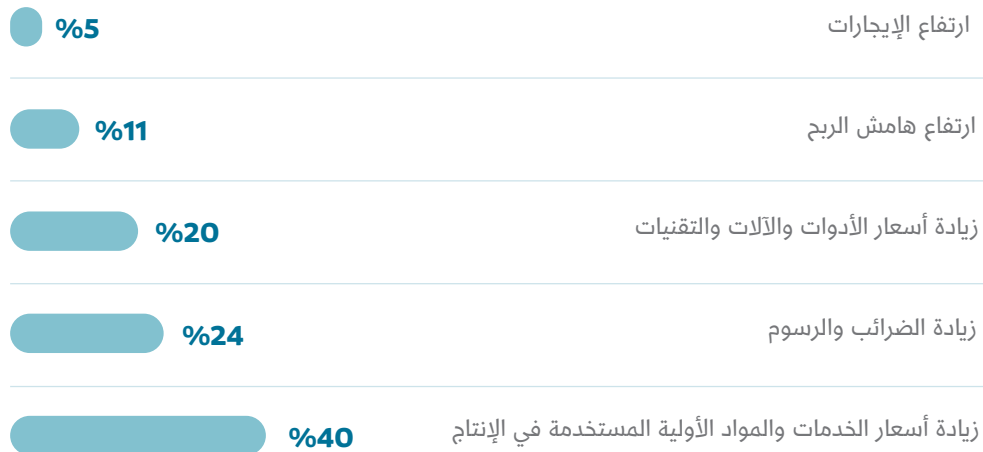 ارتفاع الإيجارات
%5
ارتفاع هامش الربح
%11
زيادة أسعار الأدوات والآلات والتقنيات
%20
زيادة الضرائب والرسوم
%24
زيادة أسعار الخدمات والمواد الأولية المستخدمة في الإنتاج
%40